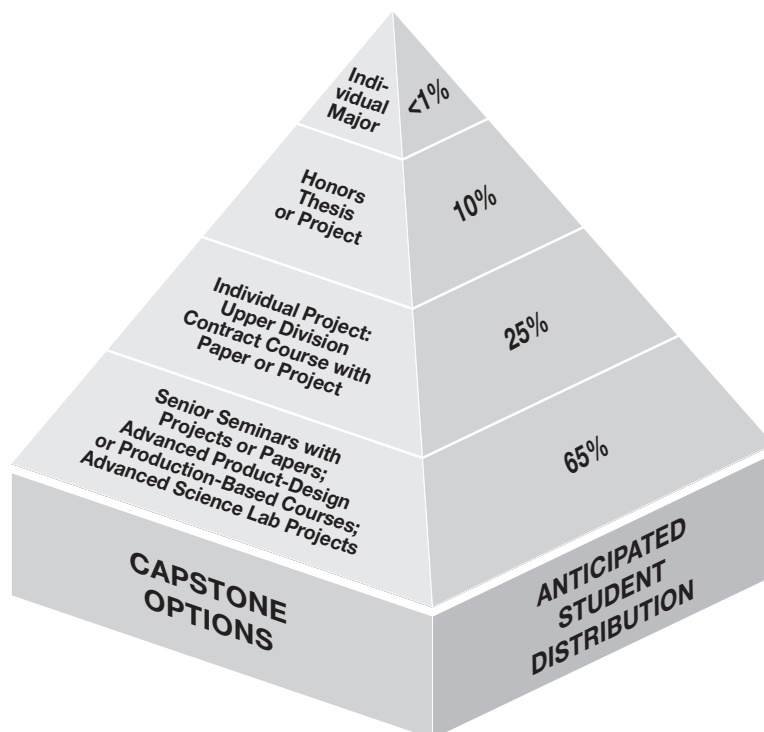 Indi-
vidual
Major
<1%
Honors
Thesis
or Project
10%
Individual Project:
Upper Division
Contract Course with
Paper or Project
25%
Senior Seminars with
Projects or Papers;
Advanced Product-Design
or Production-Based Courses;
Advanced Science Lab Projects
65%
CAPSTONE
OPTIONS
ANTICIPATED
STUDENT
DISTRIBUTION